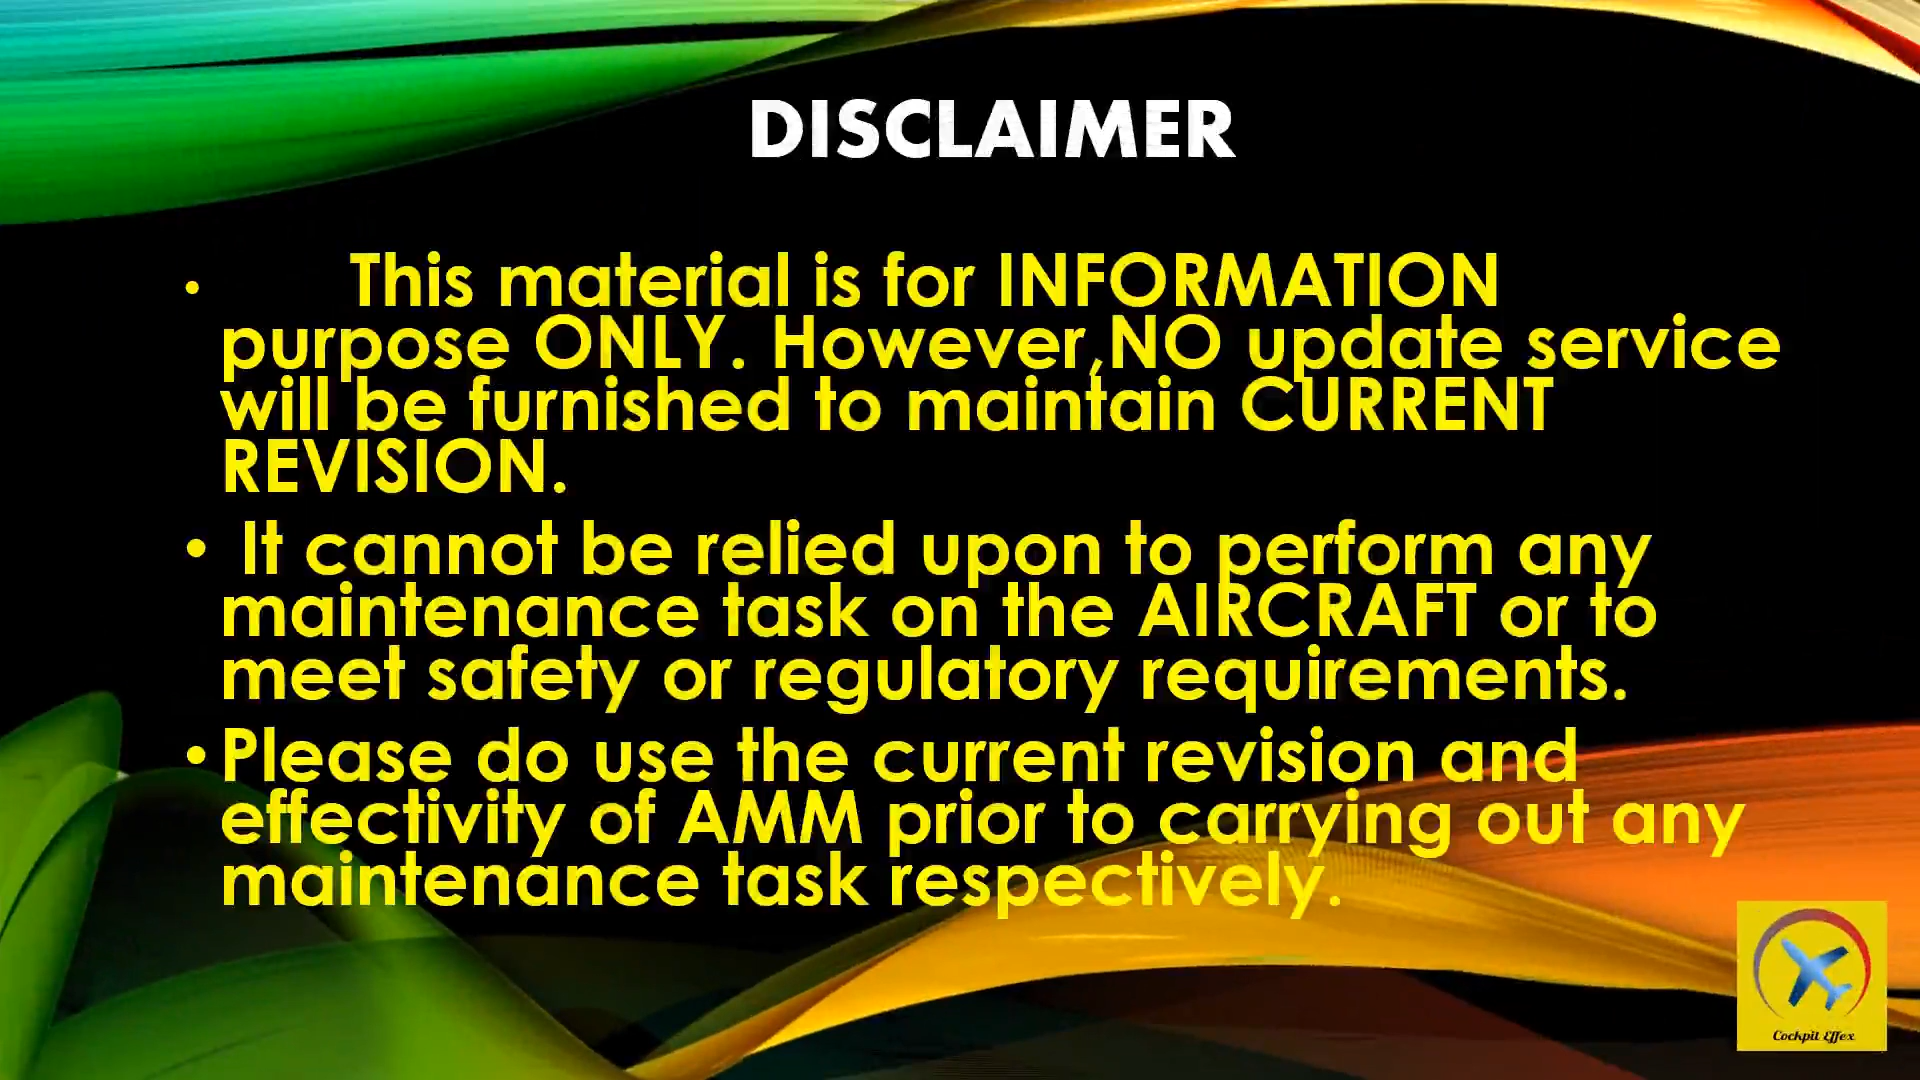 DISCLAIMER
• This material is for INFORMATION
purpose ONLY. However,NO update service
will be furnished to maintain CURRENT
REVISION.
• It cannot be relied upon to perform any
maintenance task on the AIRCRAFT or to
meet safety or regulatory requirements.
• Please do use the current revision and
effectivity of AMM prior to carrying out any
maintenance task respectively.
Cockpit Effex